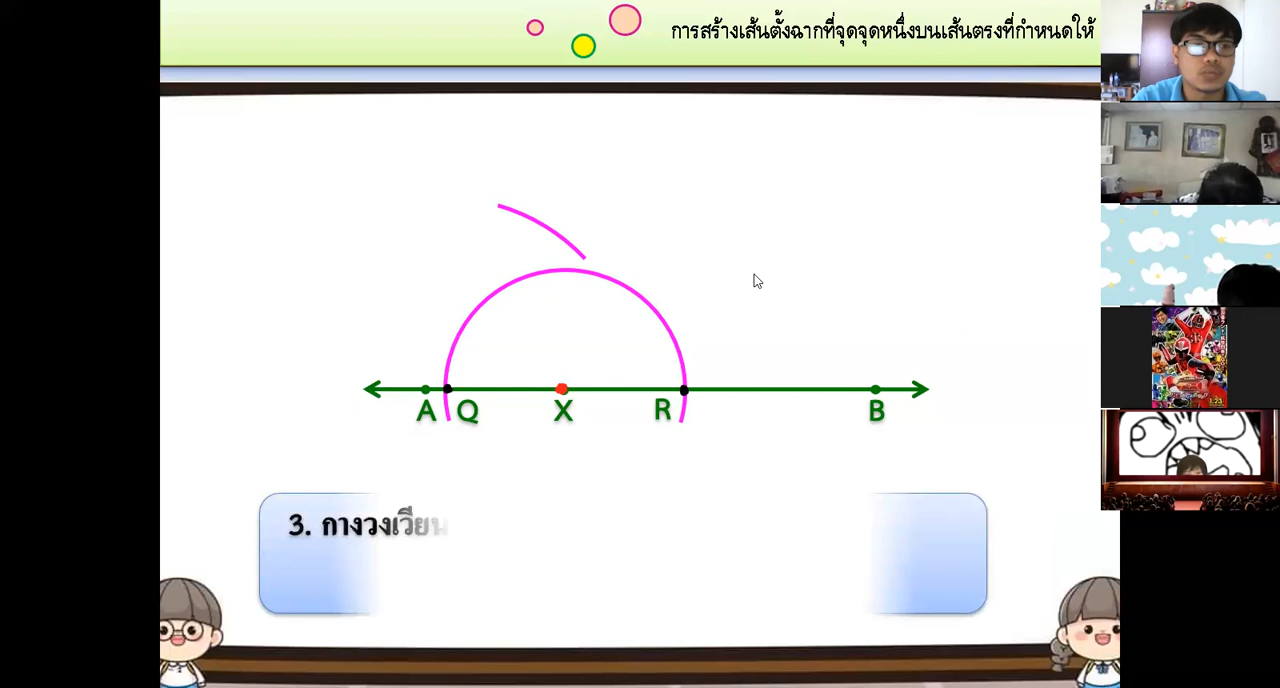 การสร้างเส้นตั้งฉากที่จุดจุดหนึ่งบนเส้นตรงที่กำหนดให้
A Q X R B
3. กางวงเวียน